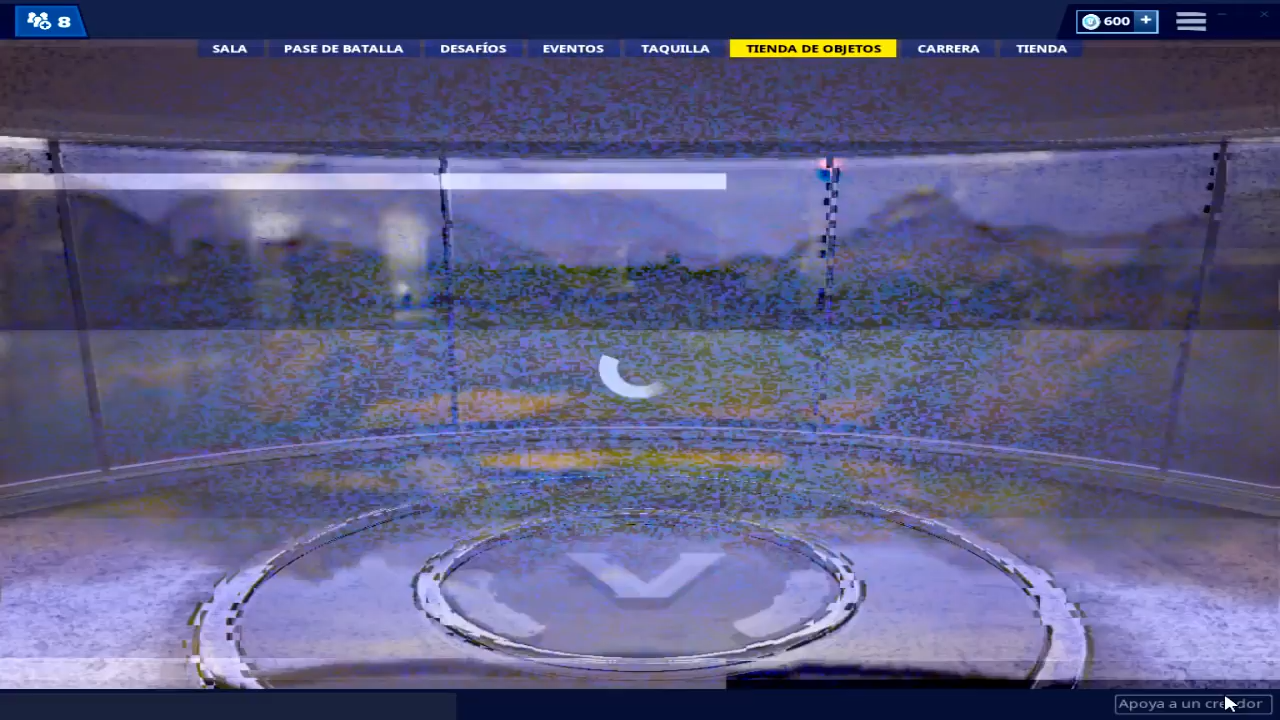 8
600 +
SALA PASE DE BATALLA DESAFÍOS EVENTOS TAQUILLA TIENDA DE OBJETOS CARRERA TIENDA
Apoya a un creador